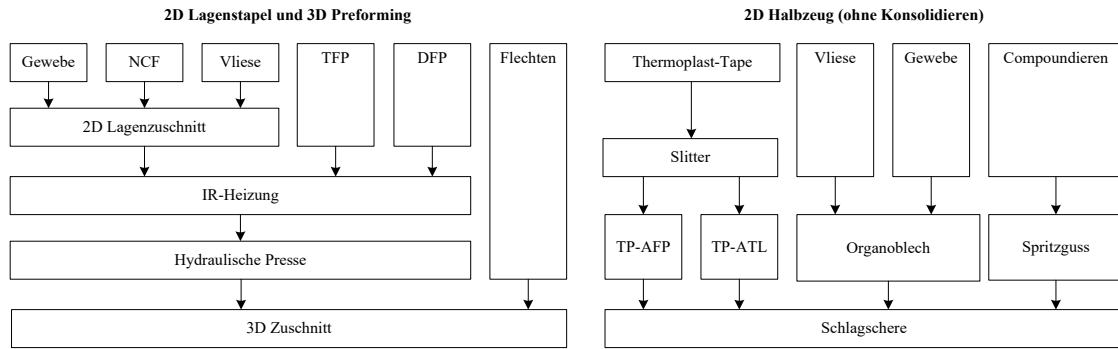 2D Lagenstapel und 3D Preforming
Gewebe
NCF
Vliese
TFP
DFP
Flechten
2D Lagenzuschnitt
IR-Heizung
Hydraulische Presse
3D Zuschnitt
2D Halbzeug (ohne Konsolidieren)
Thermoplast-Tape
Vliese
Gewebe
Compoundieren
Slitter
TP-AFP
TP-ATL
Organoblech
Spritzguss
Schlagschere